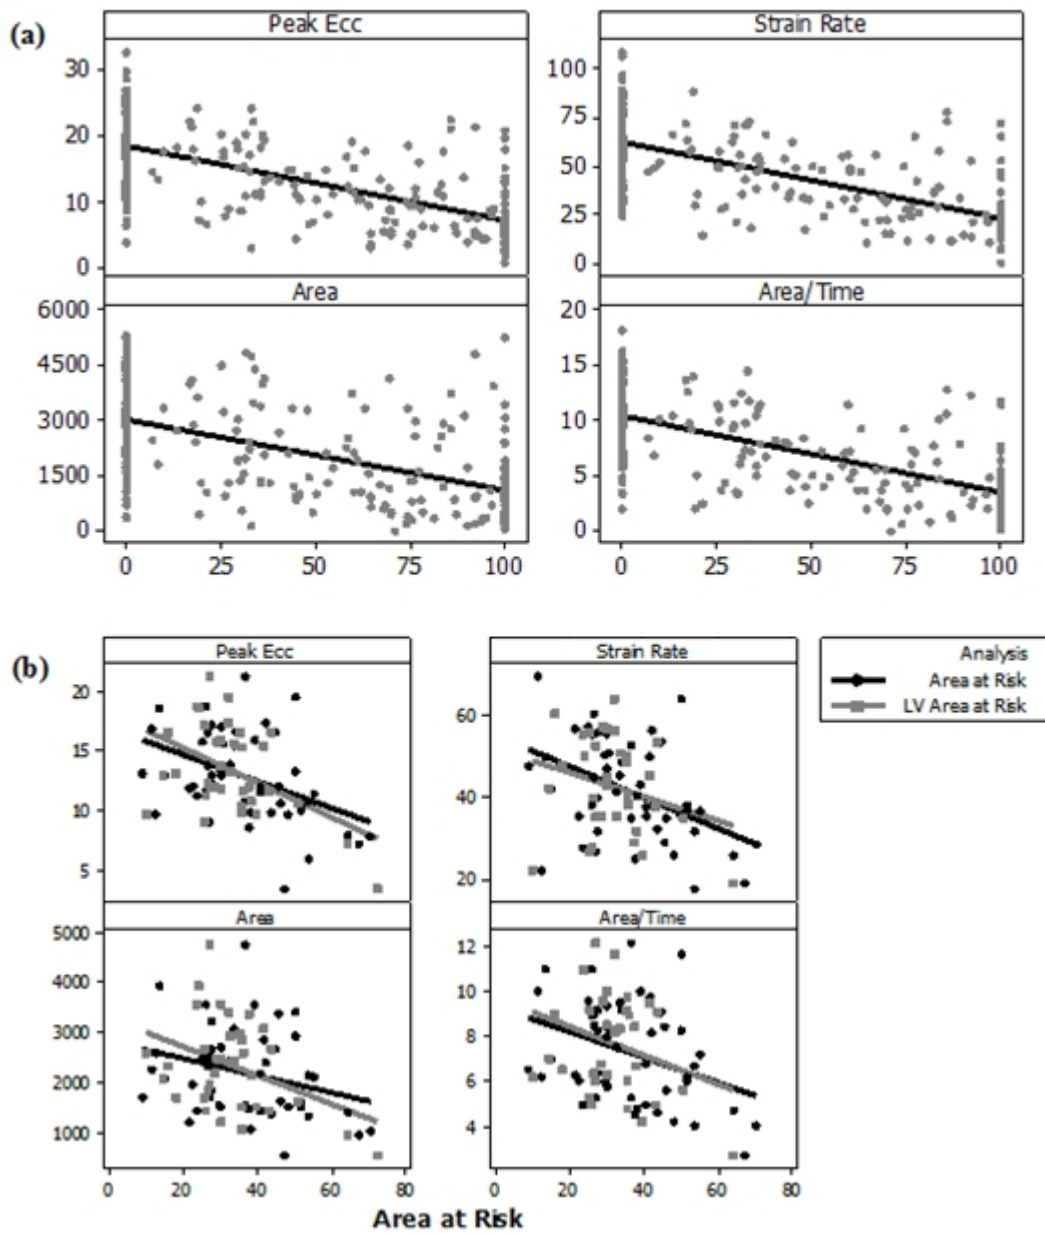 (a)
Peak Ecc
Strain Rate
30
20
10
0
100
75
50
25
0
Area
Area/Time
6000
4500
3000
1500
0
20
15
10
5
0
0 25 50 75 100
0 25 50 75 100
(b)
Peak Ecc
Strain Rate
20
15
10
5
60
40
20
Analysis
Area at Risk
LV Area at Risk
Area
Area/Time
5000
4000
3000
2000
1000
12
10
8
6
4
0 20 40 60 80
0 20 40 60 80
Area at Risk